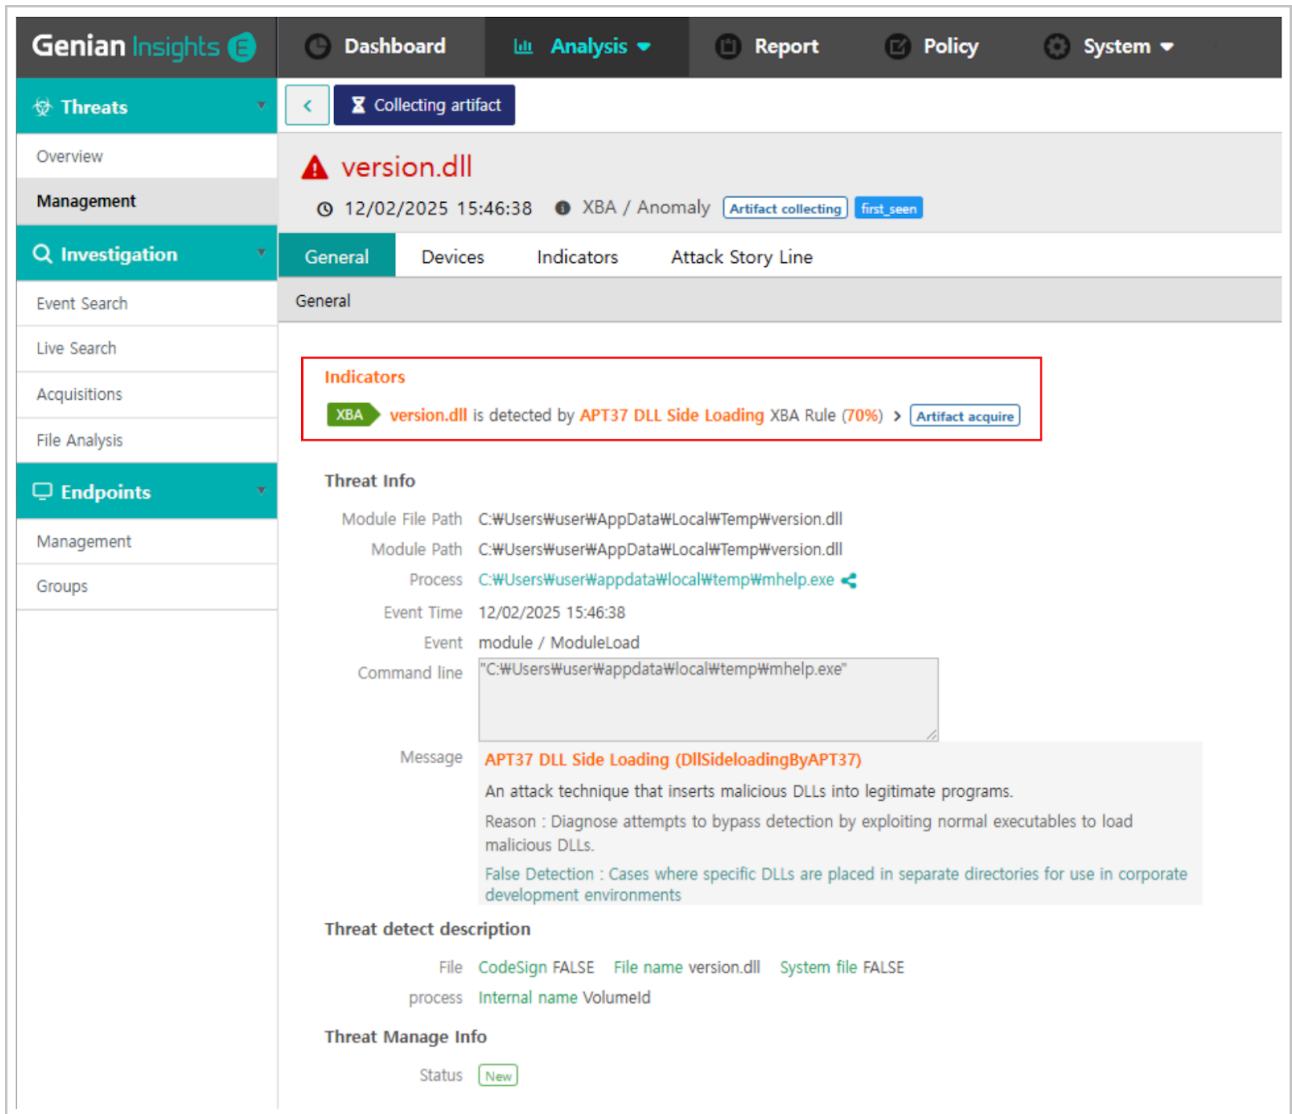 Genian Insights E
Dashboard
Analysis
Report
Policy
System
Threats
Overview
Management
Investigation
Event Search
Live Search
Acquisitions
File Analysis
Endpoints
Management
Groups
Collecting artifact
version.dll
12/02/2025 15:46:38 XBA / Anomaly Artifact collecting first_seen
General Devices Indicators Attack Story Line
General
Indicators
XBA version.dll is detected by APT37 DLL Side Loading XBA Rule (70%) > Artifact acquire
Threat Info
Module File Path C:₩Users₩user₩AppData₩Local₩Temp₩version.dll
Module Path C:₩Users₩user₩AppData₩Local₩Temp₩version.dll
Process C:₩Users₩user₩appdata₩local₩temp₩mhelp.exe
Event Time 12/02/2025 15:46:38
Event module / ModuleLoad
Command line "C:₩Users₩user₩appdata₩local₩temp₩mhelp.exe"
Message APT37 DLL Side Loading (DllSideloadingByAPT37)
An attack technique that inserts malicious DLLs into legitimate programs.
Reason : Diagnose attempts to bypass detection by exploiting normal executables to load
malicious DLLs.
False Detection : Cases where specific DLLs are placed in separate directories for use in corporate
development environments
Threat detect description
File CodeSign FALSE File name version.dll System file FALSE
process Internal name VolumeId
Threat Manage Info
Status New